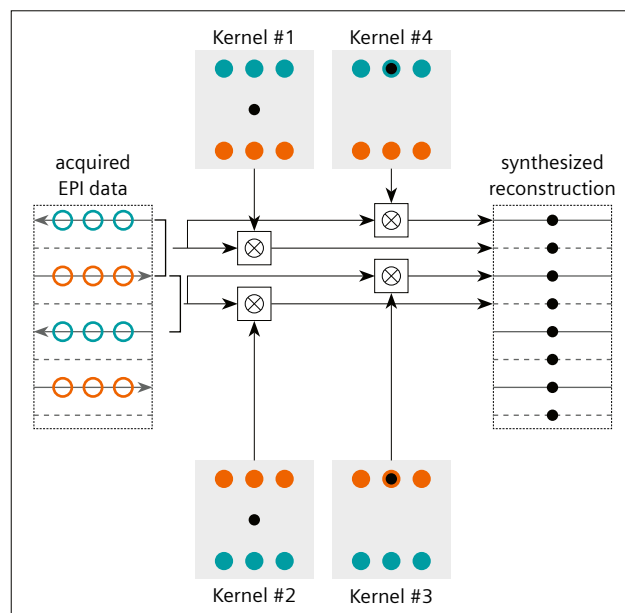 Kernel #1
Kernel #4
acquired
EPI data
synthesized
reconstruction
Kernel #2
Kernel #3